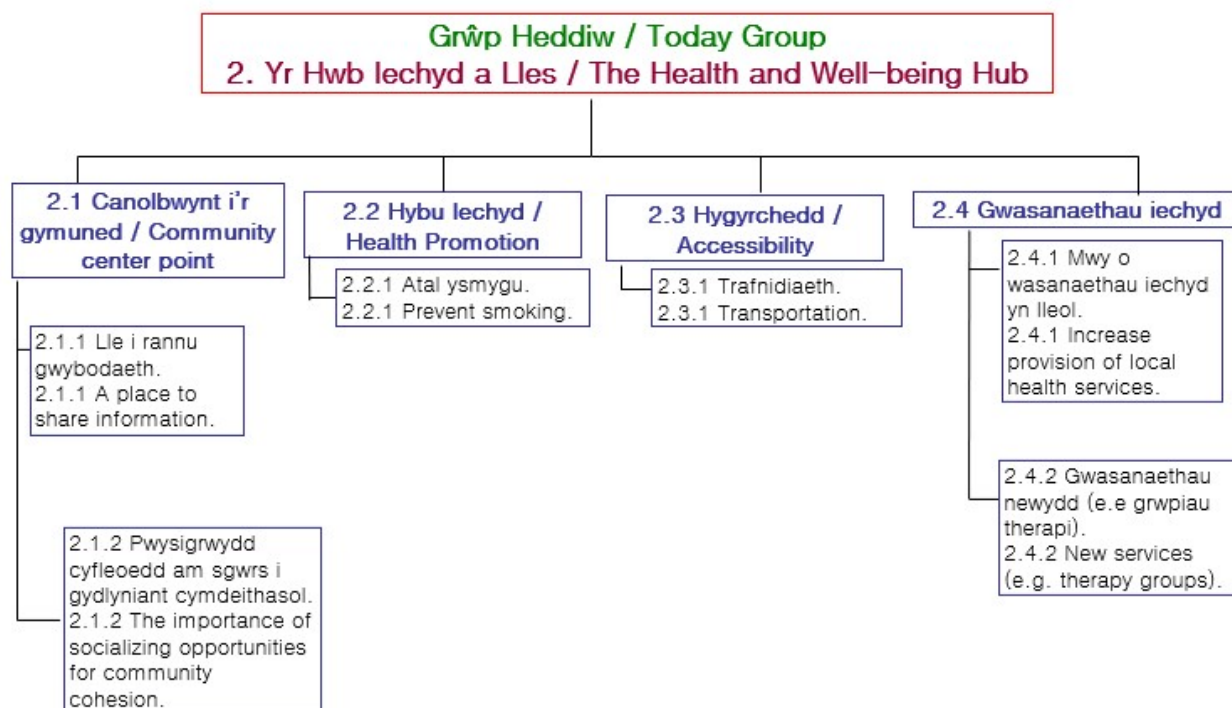 Grŵp Heddiw / Today Group
2. Yr Hwb Iechyd a Lles / The Health and Well-being Hub
2.1 Canolbwynt i'r
gymuned / Community
center point
2.1.1 Lle i rannu
gwybodaeth.
2.1.1 A place to
share information.
2.1.2 Pwysigrwydd
cyfleoedd am sgwrs i
gydlyniant cymdeithasol.
2.1.2 The importance of
socializing opportunities
for community
cohesion.
2.2 Hybu Iechyd /
Health Promotion
2.2.1 Atal ysmygu.
2.2.1 Prevent smoking.
2.3 Hygyrchedd /
Accessibility
2.3.1 Trafnidiaeth.
2.3.1 Transportation.
2.4 Gwasanaethau iechyd
2.4.1 Mwy o
wasanaethau iechyd
yn lleol.
2.4.1 Increase
provision of local
health services.
2.4.2 Gwasanaethau
newydd (e.e grwpiau
therapi).
2.4.2 New services
(e.g. therapy groups).